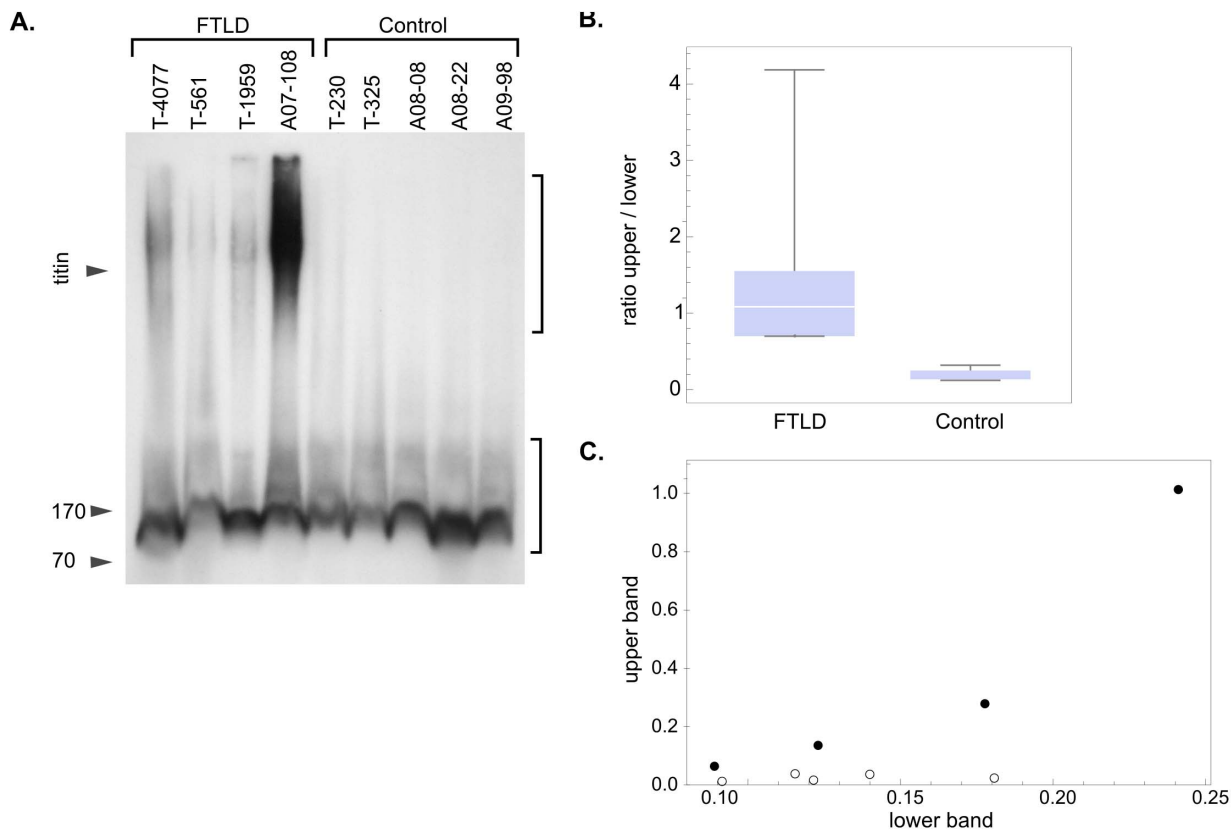 A.
FTLD
Control
T-4077
T-561
T-1959
A07-108
T-230
T-325
A08-08
A08-22
A09-98
titin
170
70
B.
ratio upper / lower
4
3
2
1
0
FTLD
Control
C.
upper band
1.0
0.8
0.6
0.4
0.2
0.0
0.10
0.15
0.20
0.25
lower band